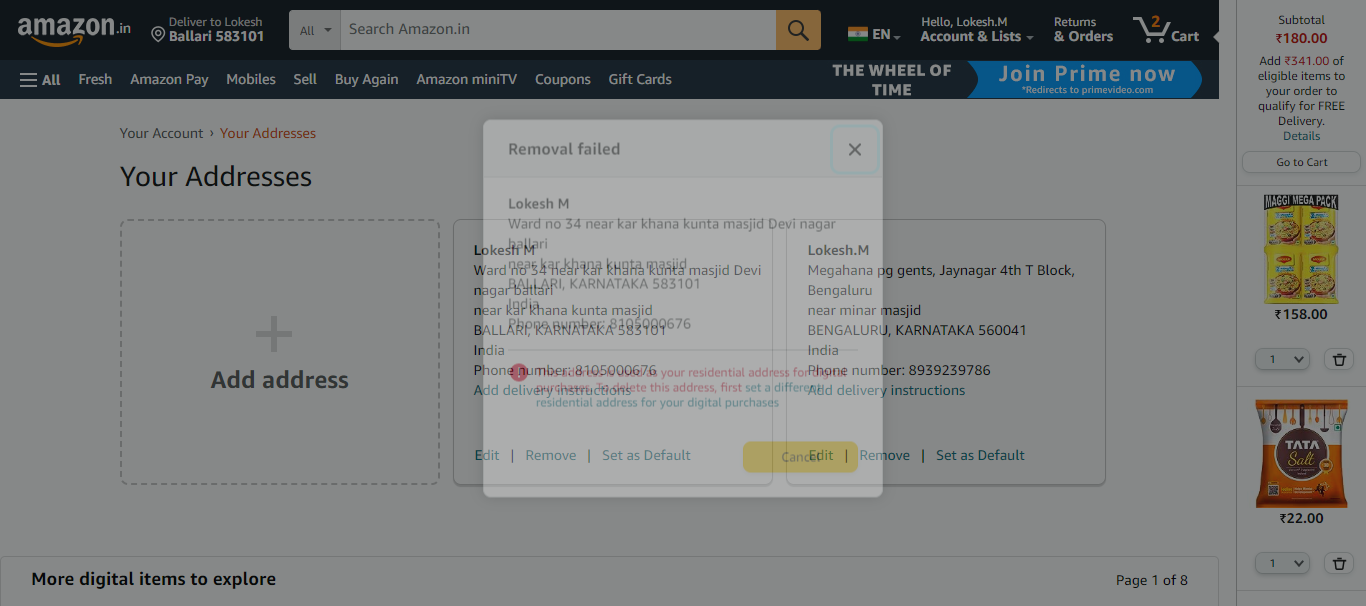 amazon.in
Deliver to Lokesh
Ballari 583101
All
Search Amazon.in
EN
Hello, Lokesh.M
Account & Lists
Returns
& Orders
2
Cart
All
Fresh
Amazon Pay
Mobiles
Sell
Buy Again
Amazon miniTV
Coupons
Gift Cards
THE WHEEL OF
TIME
Join Prime now
*Redirects to primevideo.com
Your Account › Your Addresses
Your Addresses
Add address
Removal failed
Lokesh M
Ward no 34 near kar khana kunta masjid Devi nagar
ballari
near kar khana kunta masjid
BALLARI, KARNATAKA 583101
India
Phone number: 8105000676
This address is used as your residential address for digital
purchases. To delete this address, first set a different
residential address for your digital purchases
Cancel
Lokesh M
Ward no 34 near kar khana kunta masjid Devi
nagar ballari
near kar khana kunta masjid
BALLARI, KARNATAKA 583101
India
Phone number: 8105000676
Add delivery instructions
Edit | Remove | Set as Default
Lokesh.M
Megahana pg gents, Jaynagar 4th T Block,
Bengaluru
near minar masjid
BENGALURU, KARNATAKA 560041
India
Phone number: 8939239786
Add delivery instructions
Edit | Remove | Set as Default
More digital items to explore
Page 1 of 8
Subtotal
₹180.00
Add ₹341.00 of
eligible items to
your order to
qualify for FREE
Delivery.
Details
Go to Cart
MAGGI MEGA PACK
₹158.00
1
TATA
Salt
₹22.00
1